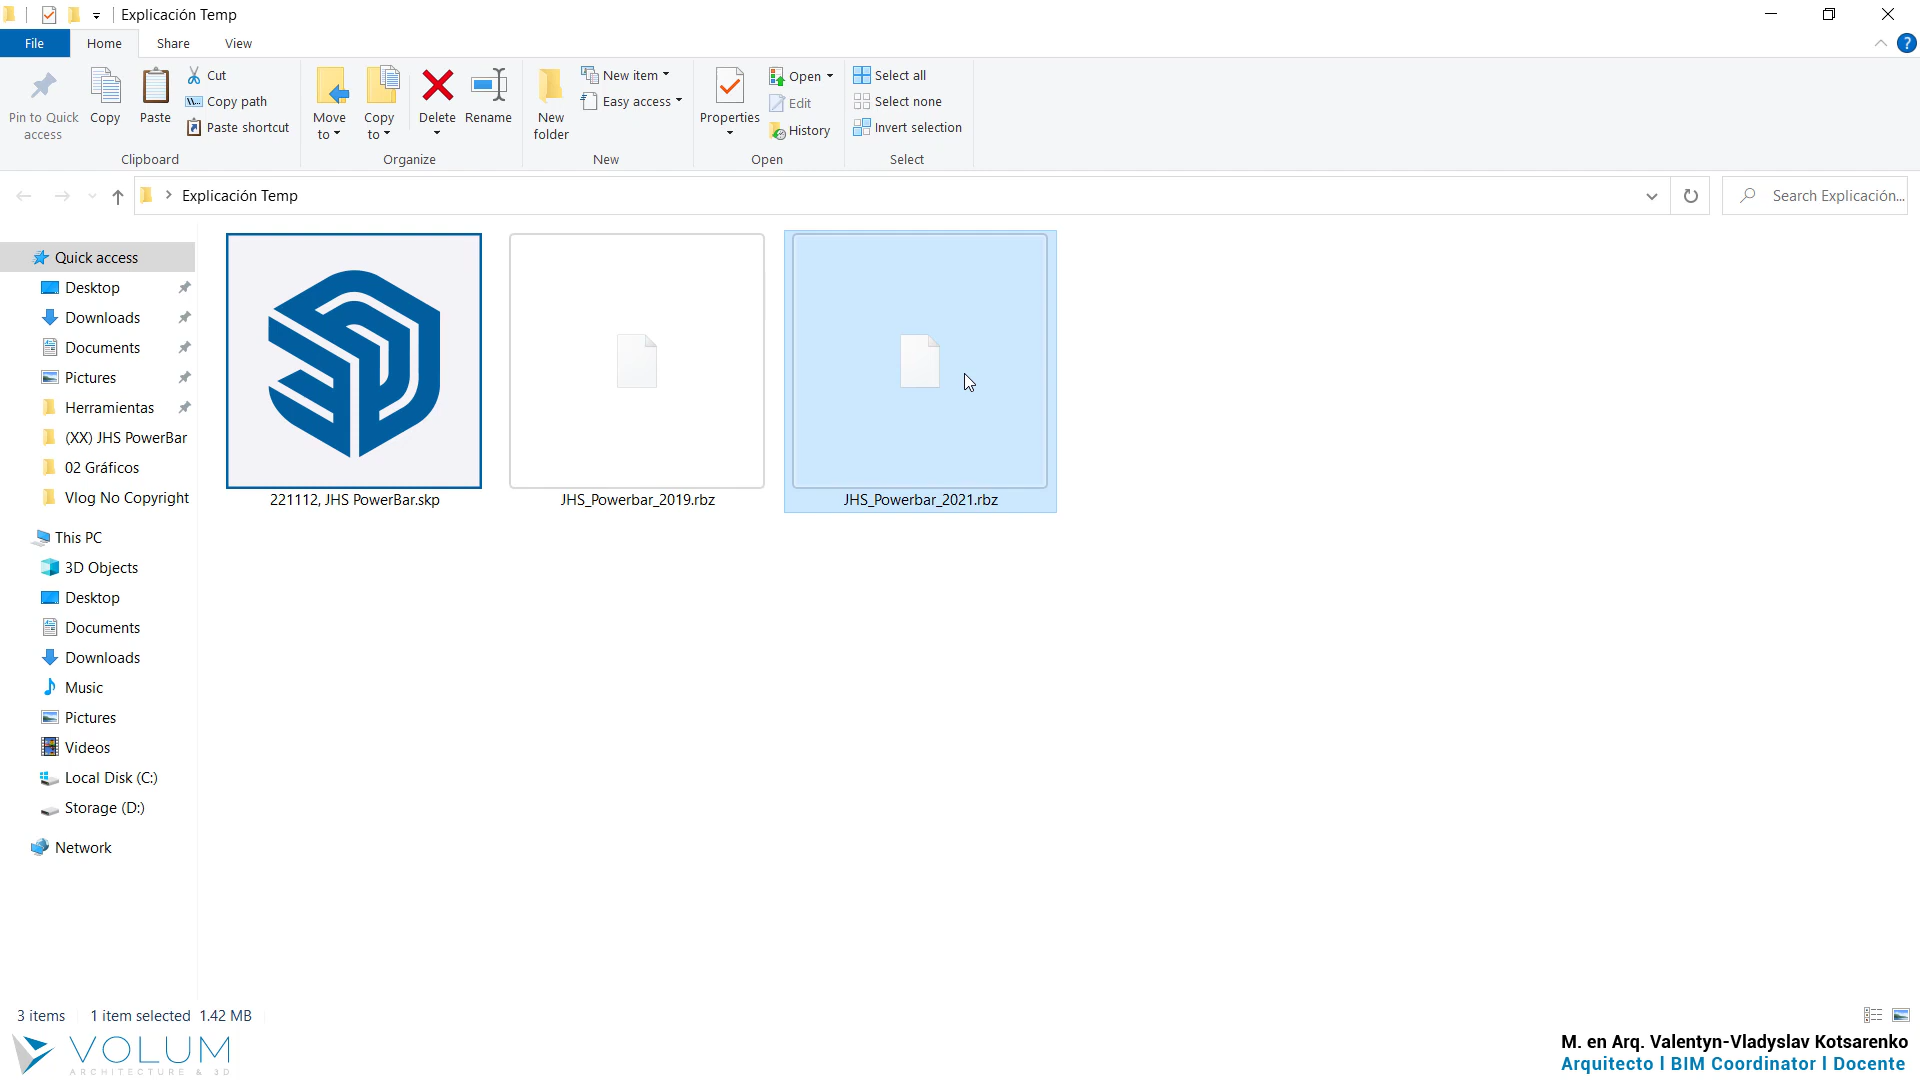 Explicación Temp
File Home Share View
Pin to Quick access
Copy
Paste
Cut
Copy path
Paste shortcut
Clipboard
Move to
Copy to
Delete
Rename
Organize
New folder
New item
Easy access
New
Properties
Open
Edit
History
Open
Select all
Select none
Invert selection
Select
Explicación Temp
Search Explicación...
Quick access
Desktop
Downloads
Documents
Pictures
Herramientas
(XX) JHS PowerBar
02 Gráficos
Vlog No Copyright
This PC
3D Objects
Desktop
Documents
Downloads
Music
Pictures
Videos
Local Disk (C:)
Storage (D:)
Network
221112, JHS PowerBar.skp
JHS_Powerbar_2019.rbz
JHS_Powerbar_2021.rbz
3 items 1 item selected 1.42 MB
VOLUM
ARCHITECTURE & 3D
M. en Arq. Valentyn-Vladyslav Kotsarenko
Arquitecto l BIM Coordinator l Docente